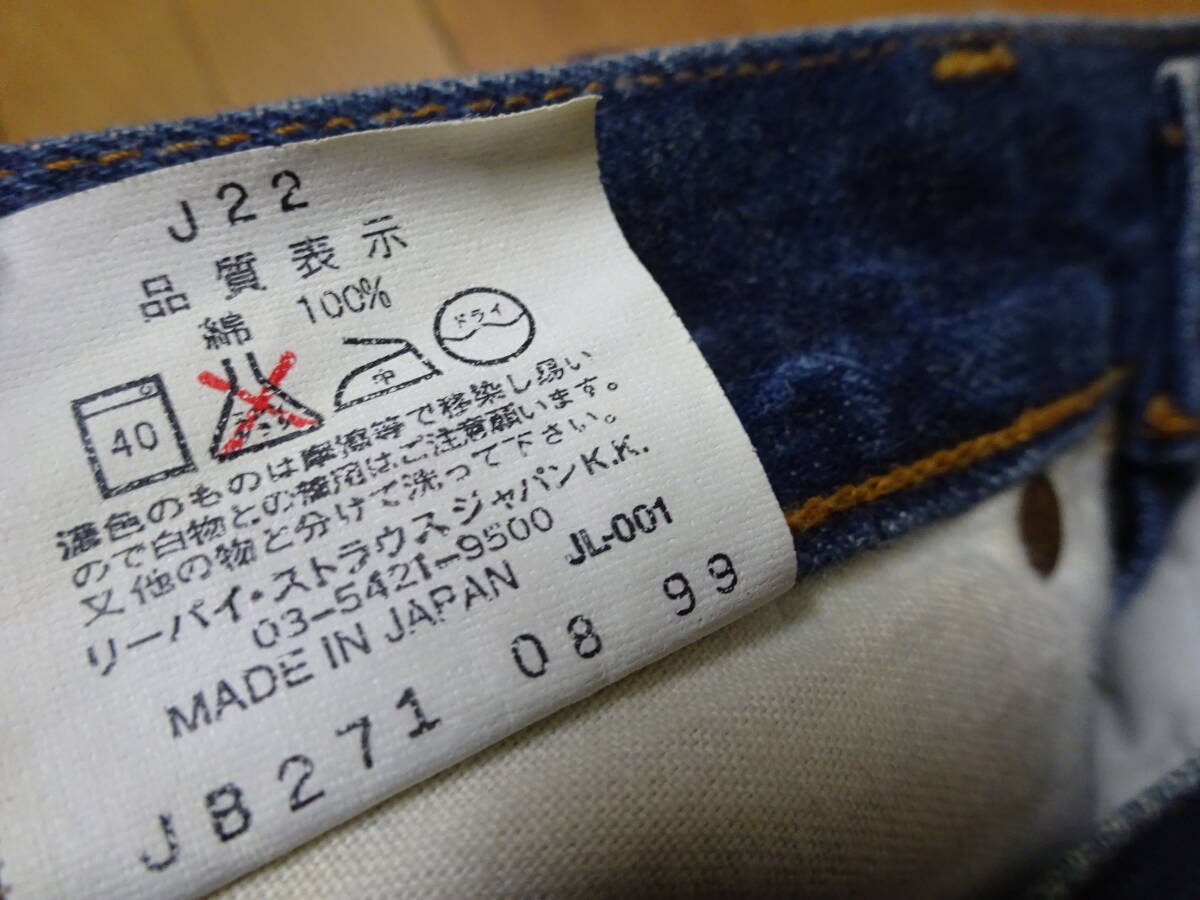 J22
品質表示
綿 100%
40
中
ドライ
濃色のものは摩擦等で移染し易い
ので白物との着用はご注意願います。
又他の物と分けて洗って下さい。
リーバイ・ストラウスジャパンK.K.
03-5421-9500
MADE IN JAPAN JL-001
JB271 08 99